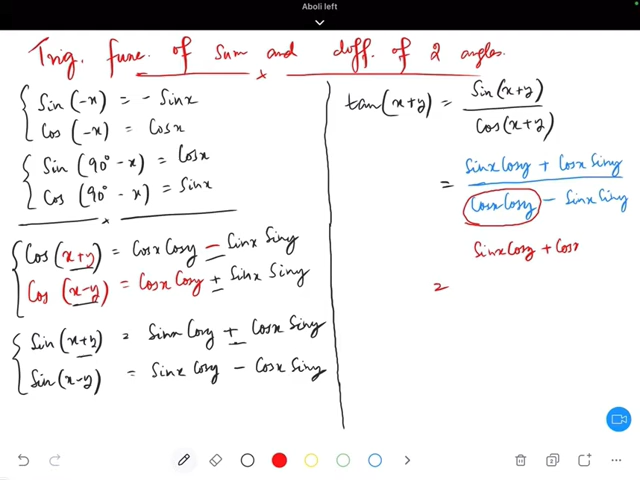 Aboli left
Trig. func. of Sum and diff. of 2 angles.
Sin(-x) = - Sinx
Cos(-x) = Cosx
Sin(90° - x) = Cosx
Cos(90° - x) = Sinx
Cos(x+y) = Cosx Cosy - Sinx Siny
Cos(x-y) = Cosx Cosy + Sinx Siny
Sin(x+y) = Sinx Cosy + Cosx Siny
Sin(x-y) = Sinx Cosy - Cosx Siny
tan(x+y) = Sin(x+y)
Cos(x+y)
= Sinx Cosy + Cosx Siny
Cosx Cosy - Sinx Siny
Sinx Cosy + Cosx
=
2